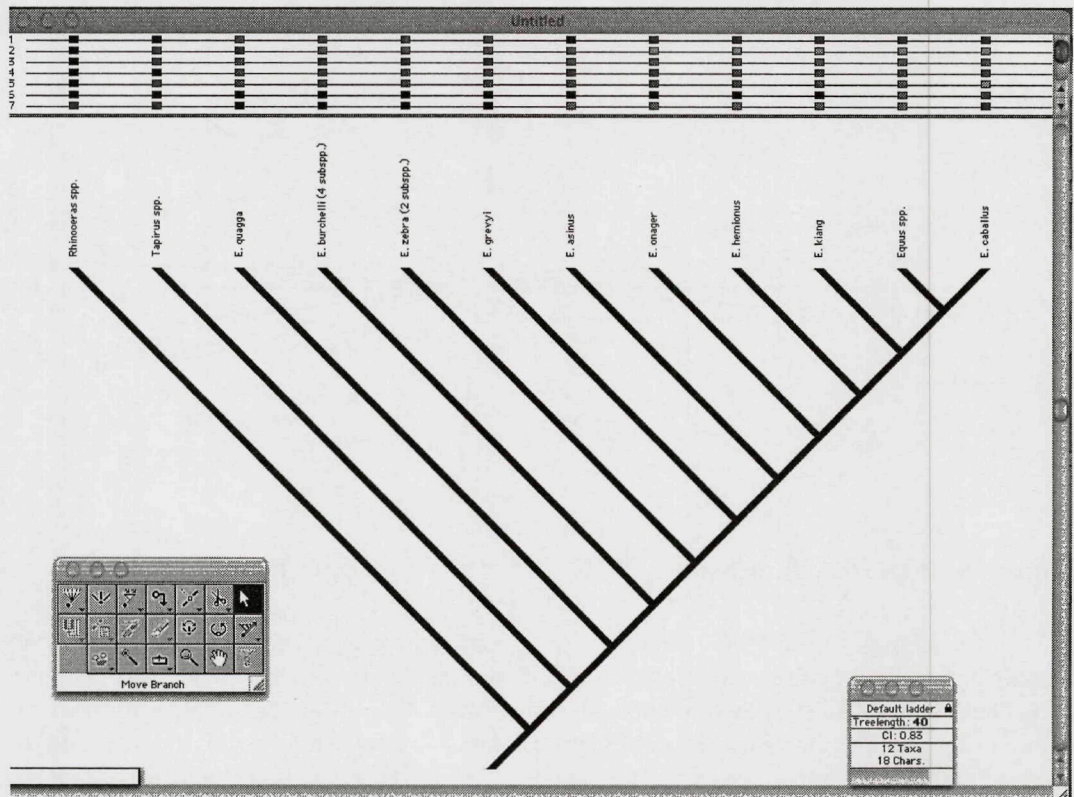 Untitled
1
2
3
4
5
6
7
Rhinoceras spp.
Tapirus spp.
E. quagga
E. burchelli (4 subspp.)
E. zebra (2 subspp.)
E. grevyi
E. asinus
E. onager
E. hemionus
E. kiang
Equus spp.
E. caballus
Move Branch
Default ladder
Treelength: 40
CI: 0.83
12 Taxa
18 Chars.